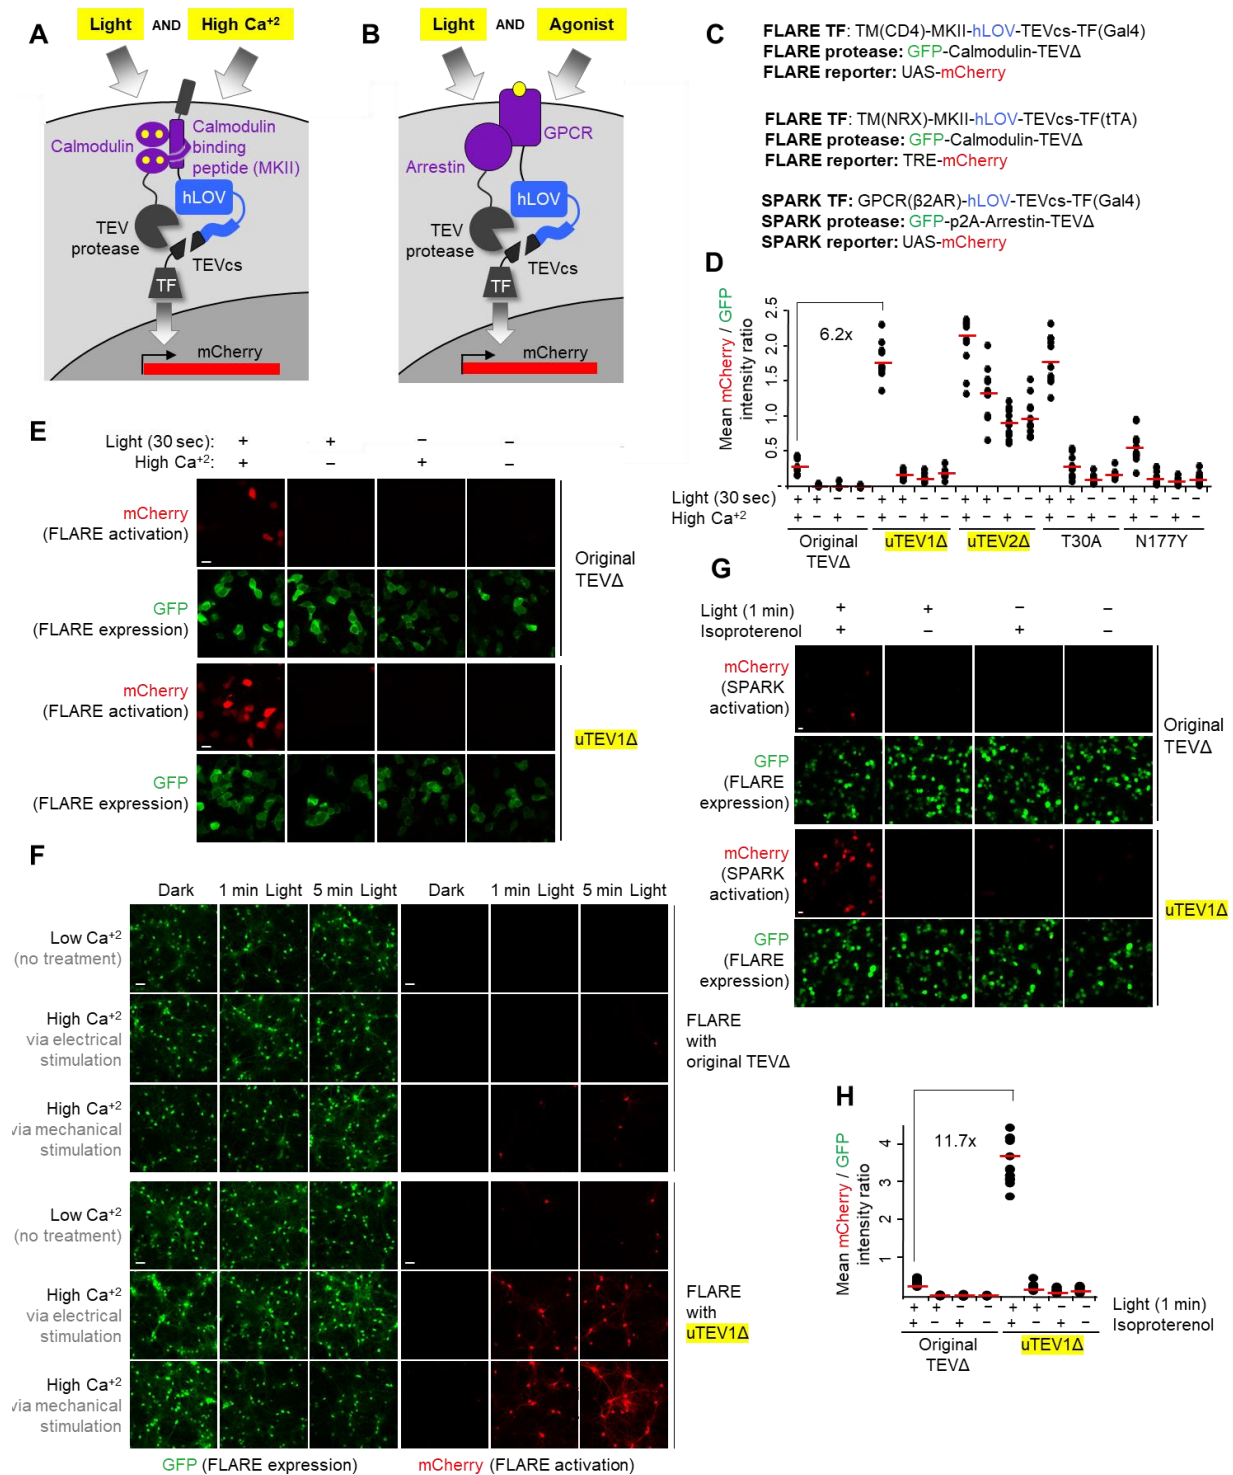 A
Light AND High Ca+2
Calmodulin
Calmodulin
binding
peptide (MKII)
hLOV
TEV
protease
TEVcs
TF
mCherry
B
Light AND Agonist
GPCR
Arrestin
hLOV
TEV
protease
TEVcs
TF
mCherry
C
FLARE TF: TM(CD4)-MKII-hLOV-TEVcs-TF(Gal4)
FLARE protease: GFP-Calmodulin-TEVΔ
FLARE reporter: UAS-mCherry
FLARE TF: TM(NRX)-MKII-hLOV-TEVcs-TF(tTA)
FLARE protease: GFP-Calmodulin-TEVΔ
FLARE reporter: TRE-mCherry
SPARK TF: GPCR(β2AR)-hLOV-TEVcs-TF(Gal4)
SPARK protease: GFP-p2A-Arrestin-TEVΔ
SPARK reporter: UAS-mCherry
D
Mean mCherry / GFP
intensity ratio
2.5
2.0
1.5
1.0
0.5
-
6.2x
Light (30 sec) + + − − + + − − + + − − + + − − + + − −
High Ca+2 + − + − + − + − + − + − + − + − + − + −
Original
TEVΔ
uTEV1Δ
uTEV2Δ
T30A
N177Y
E
Light (30 sec): + + − −
High Ca+2: + − + −
mCherry
(FLARE activation)
GFP
(FLARE expression)
Original
TEVΔ
mCherry
(FLARE activation)
GFP
(FLARE expression)
uTEV1Δ
F
Dark 1 min Light 5 min Light Dark 1 min Light 5 min Light
Low Ca+2
(no treatment)
High Ca+2
via electrical
stimulation
High Ca+2
via mechanical
stimulation
FLARE
with
original TEVΔ
Low Ca+2
(no treatment)
High Ca+2
via electrical
stimulation
High Ca+2
via mechanical
stimulation
FLARE
with
uTEV1Δ
GFP (FLARE expression) mCherry (FLARE activation)
G
Light (1 min) + + − −
Isoproterenol + − + −
mCherry
(SPARK
activation)
GFP
(FLARE
expression)
Original
TEVΔ
mCherry
(SPARK
activation)
GFP
(FLARE
expression)
uTEV1Δ
H
Mean mCherry / GFP
intensity ratio
4
3
2
1
11.7x
+ + − − + + − − Light (1 min)
+ − + − + − + − Isoproterenol
Original
TEVΔ
uTEV1Δ